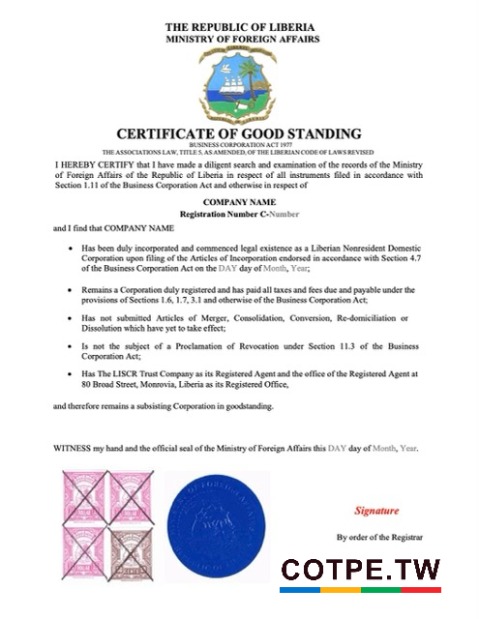 THE REPUBLIC OF LIBERIA
MINISTRY OF FOREIGN AFFAIRS
CERTIFICATE OF GOOD STANDING
BUSINESS CORPORATION ACT 1977
THE ASSOCIATIONS LAW, TITLE 5, AS AMENDED, OF THE LIBERIAN CODE OF LAWS REVISED
I HEREBY CERTIFY that I have made a diligent search and examination of the records of the Ministry
of Foreign Affairs of the Republic of Liberia in respect of all instruments filed in accordance with
Section 1.11 of the Business Corporation Act and otherwise in respect of
COMPANY NAME
Registration Number C-Number
and I find that COMPANY NAME
• Has been duly incorporated and commenced legal existence as a Liberian Nonresident Domestic
Corporation upon filing of the Articles of Incorporation endorsed in accordance with Section 4.7
of the Business Corporation Act on the DAY day of Month, Year;
• Remains a Corporation duly registered and has paid all taxes and fees due and payable under the
provisions of Sections 1.6, 1.7, 3.1 and otherwise of the Business Corporation Act;
• Has not submitted Articles of Merger, Consolidation, Conversion, Re-domiciliation or
Dissolution which have yet to take effect;
• Is not the subject of a Proclamation of Revocation under Section 11.3 of the Business
Corporation Act;
• Has The LISCR Trust Company as its Registered Agent and the office of the Registered Agent at
80 Broad Street, Monrovia, Liberia as its Registered Office,
and therefore remains a subsisting Corporation in goodstanding.
WITNESS my hand and the official seal of the Ministry of Foreign Affairs this DAY day of Month, Year.
Signature
By order of the Registrar
COTPE.TW